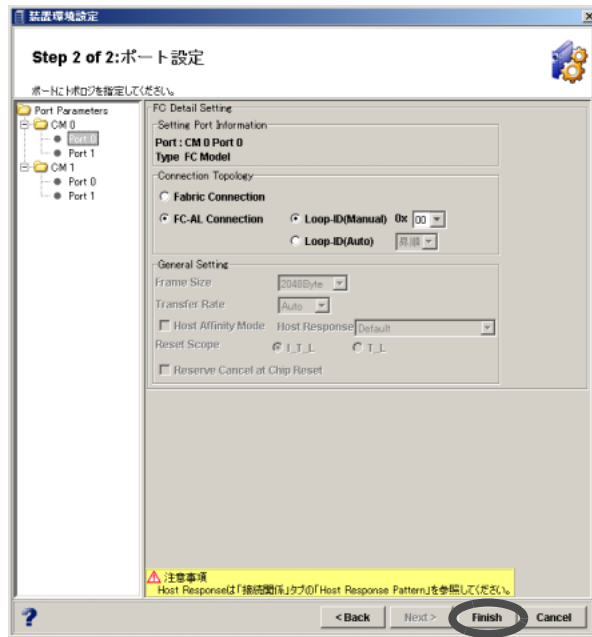 装置環境設定
Step 2 of 2:ポート設定
ポートにトポロジを指定してください。
Port Parameters
CM 0
Port 0
Port 1
CM 1
Port 0
Port 1
FC Detail Setting
Setting Port Information
Port : CM 0 Port 0
Type FC Model
Connection Topology
Fabric Connection
FC-AL Connection Loop-ID(Manual) 0x 00
Loop-ID(Auto) 昇順
General Setting
Frame Size 2048Byte
Transfer Rate Auto
Host Affinity Mode Host Response Default
Reset Scope I_T_L T_L
Reserve Cancel at Chip Reset
注意事項
Host Responseは「接続関係」タブの「Host Response Pattern」を参照してください。
? < Back Next > Finish Cancel